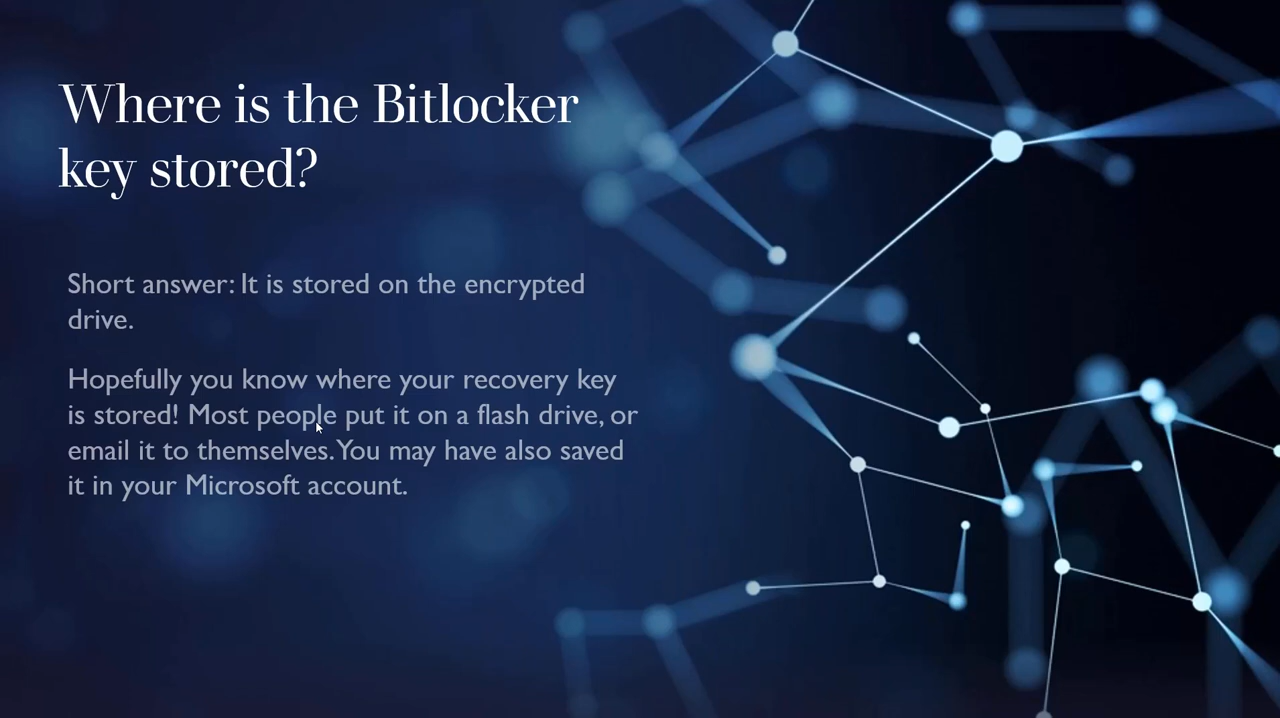 Where is the Bitlocker
key stored?
Short answer: It is stored on the encrypted
drive.
Hopefully you know where your recovery key
is stored! Most people put it on a flash drive, or
email it to themselves. You may have also saved
it in your Microsoft account.